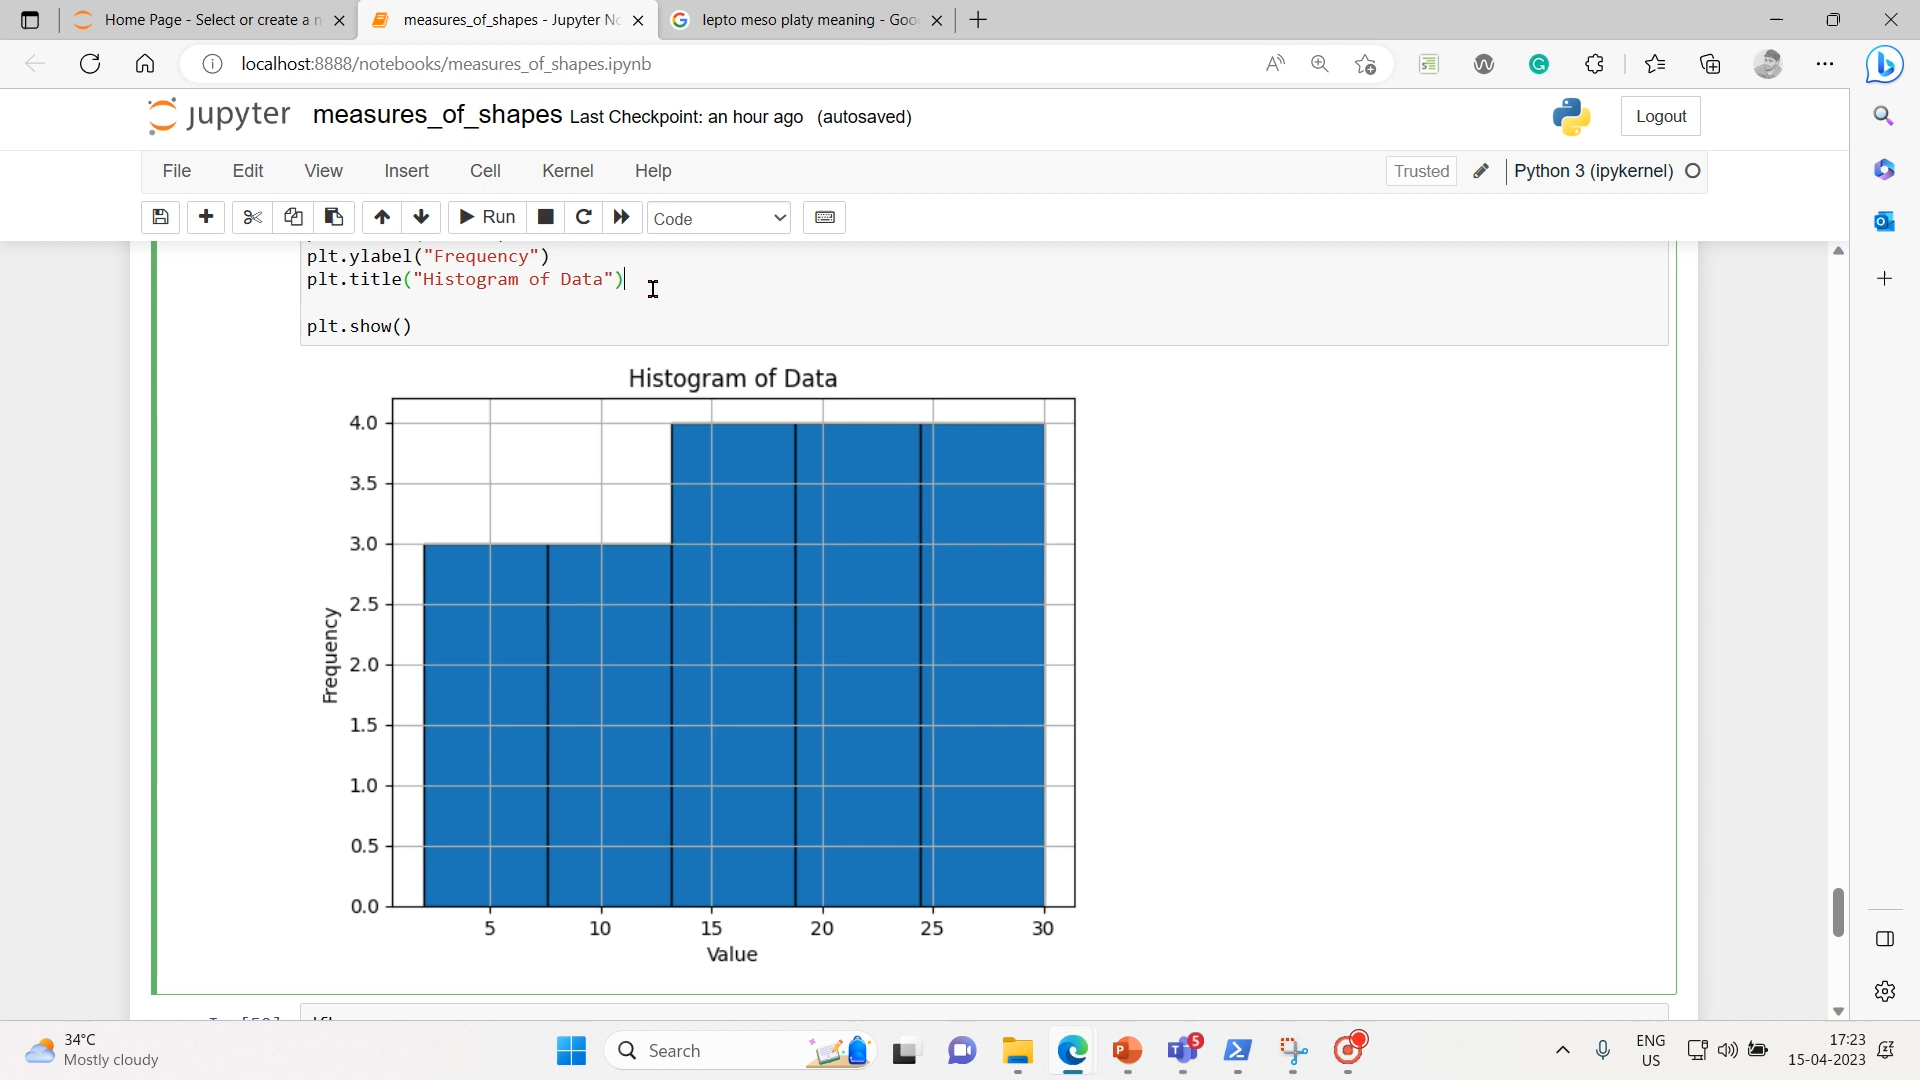 Home Page - Select or create a n
measures_of_shapes - Jupyter No
lepto meso platy meaning - Goo
localhost:8888/notebooks/measures_of_shapes.ipynb
jupyter measures_of_shapes Last Checkpoint: an hour ago (autosaved)
Logout
File Edit View Insert Cell Kernel Help
Trusted
Python 3 (ipykernel)
Run
Code
plt.ylabel("Frequency")
plt.title("Histogram of Data")
plt.show()
Histogram of Data
4.0
3.5
3.0
2.5
2.0
1.5
1.0
0.5
0.0
Frequency
5 10 15 20 25 30
Value
34°C
Mostly cloudy
Search
5
ENG
US
17:23
15-04-2023